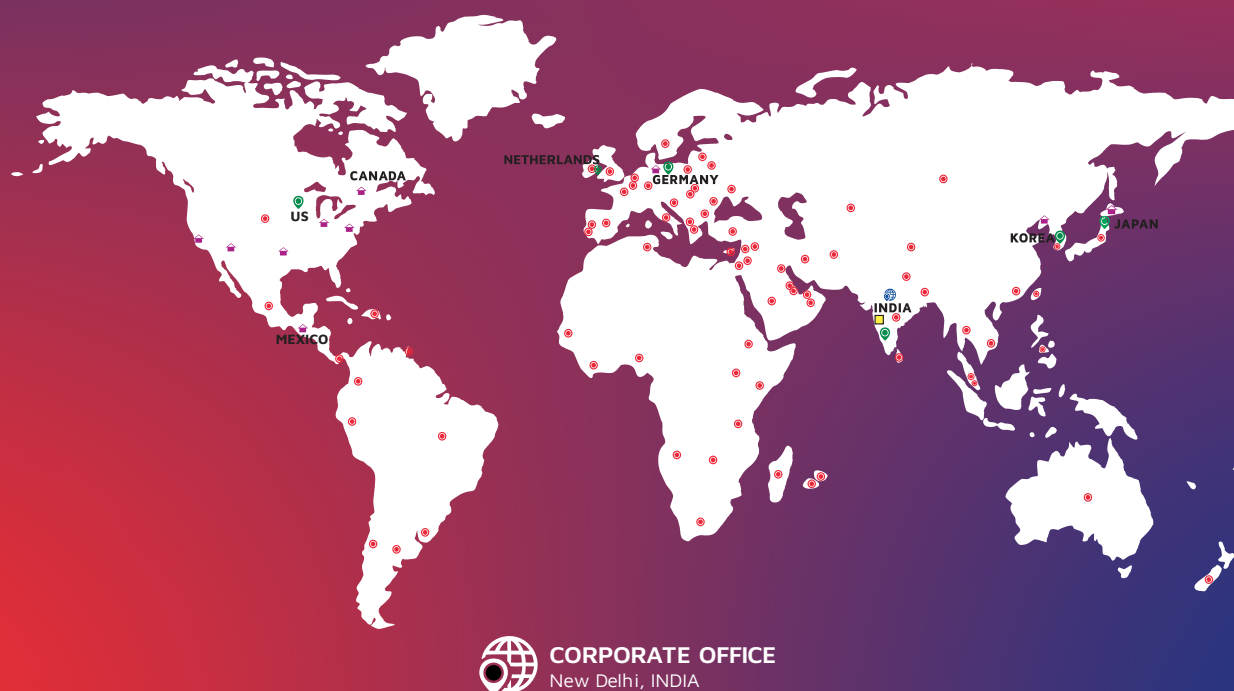 NETHERLANDS
CANADA
GERMANY
US
JAPAN
KOREA
INDIA
MEXICO
CORPORATE OFFICE
New Delhi, INDIA